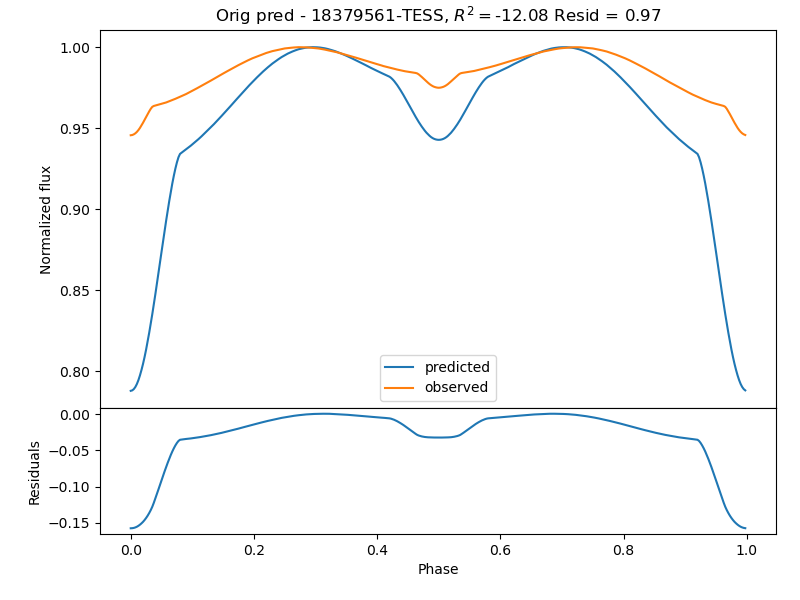 Orig pred - 18379561-TESS, R² = -12.08 Resid = 0.97
1.00
0.95
0.90
0.85
0.80
Normalized flux
predicted
observed
0.00
−0.05
−0.10
−0.15
Residuals
0.0 0.2 0.4 0.6 0.8 1.0
Phase